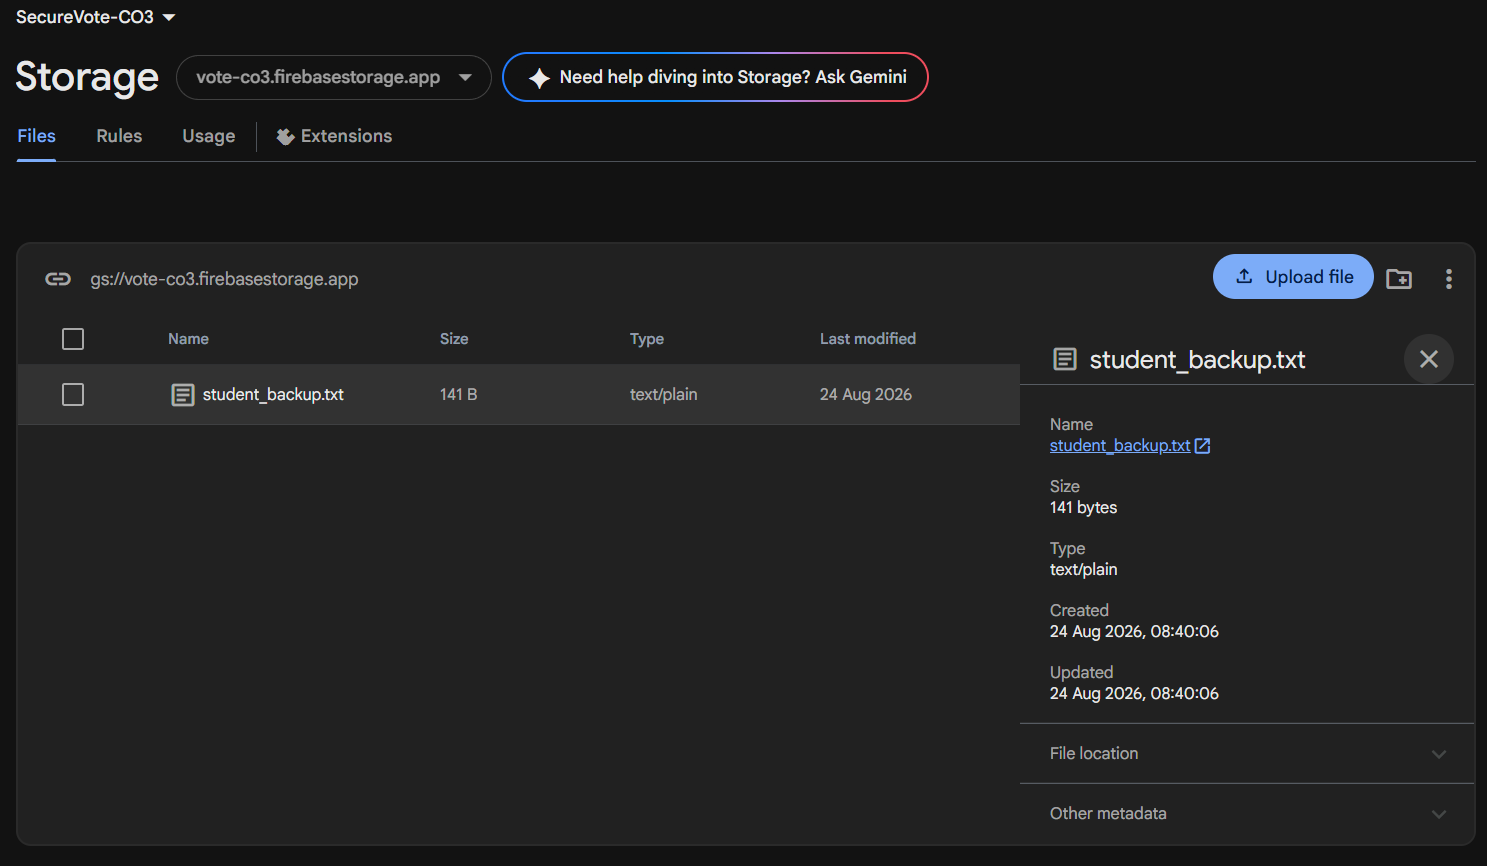 SecureVote-CO3
Storage
vote-co3.firebasestorage.app
Need help diving into Storage? Ask Gemini
Files Rules Usage Extensions
gs://vote-co3.firebasestorage.app
Upload file
Name Size Type Last modified
student_backup.txt 141 B text/plain 24 Aug 2026
student_backup.txt
Name
student_backup.txt
Size
141 bytes
Type
text/plain
Created
24 Aug 2026, 08:40:06
Updated
24 Aug 2026, 08:40:06
File location
Other metadata